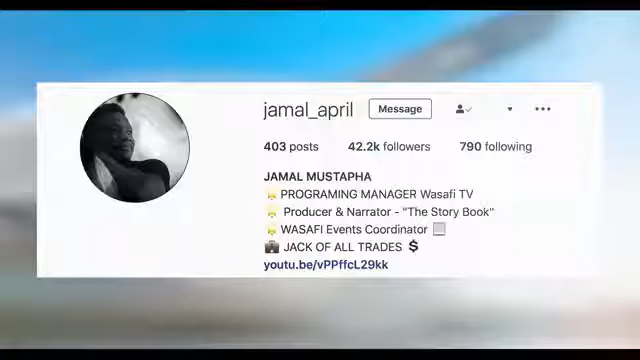 jamal_april Message
403 posts 42.2k followers 790 following
JAMAL MUSTAPHA
PROGRAMING MANAGER Wasafi TV
Producer & Narrator - "The Story Book"
WASAFI Events Coordinator
JACK OF ALL TRADES $
youtu.be/vPPffcL29kk